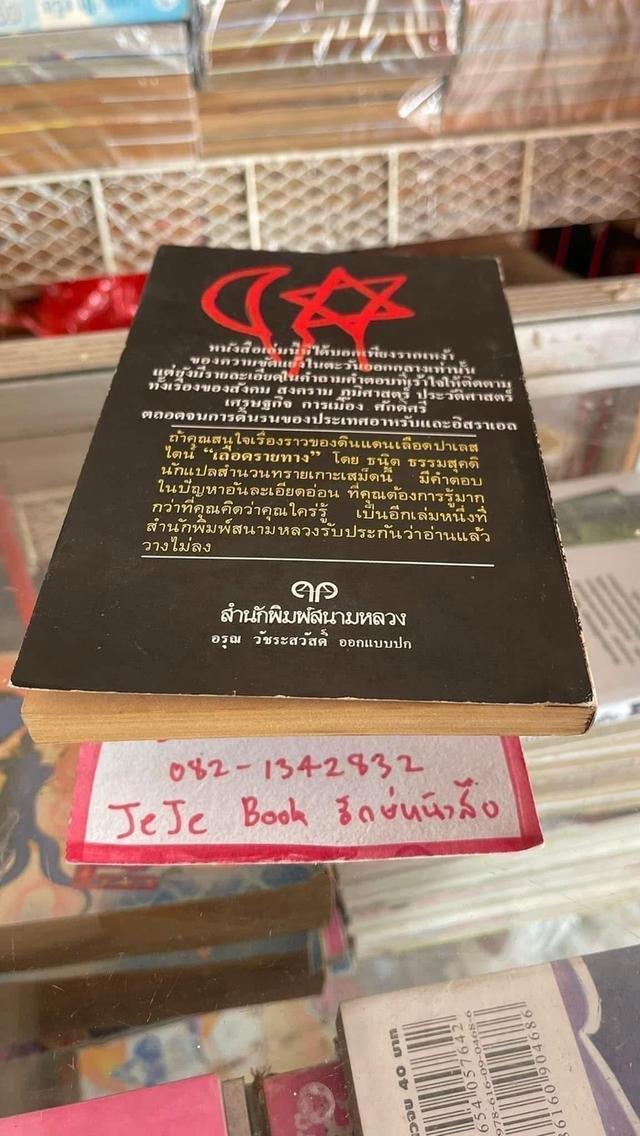 หนังสือเล่มนี้มิได้บอกเพียงรากเหง้า
ของความขัดแย้งในตะวันออกกลางเท่านั้น
แต่ยังมีรายละเอียดในคำถามคำตอบที่เร้าใจให้ติดตาม
ทั้งเรื่องของสังคม สงคราม ภูมิศาสตร์ ประวัติศาสตร์
เศรษฐกิจ การเมือง ศักดิ์ศรี
ตลอดจนการดิ้นรนของประเทศอาหรับและอิสราเอล
ถ้าคุณสนใจเรื่องราวของดินแดนเลือดปาเลส
ไตน์ "เลือดรายทาง" โดย ธนิต ธรรมสุคติ
นักแปลสำนวนทรายเกาะเสม็ดนี้ มีคำตอบ
ในปัญหาอันละเอียดอ่อน ที่คุณต้องการรู้มาก
กว่าที่คุณคิดว่าคุณใคร่รู้ เป็นอีกเล่มหนึ่งที่
สำนักพิมพ์สนามหลวงรับประกันว่าอ่านแล้ว
วางไม่ลง
สำนักพิมพ์สนามหลวง
อรุณ วัชระสวัสดิ์ ออกแบบปก
082-1342832
JeJe Book รักษ์หนังสือ
40 บาท
654057642
978-616-09-0468-6
86160904686